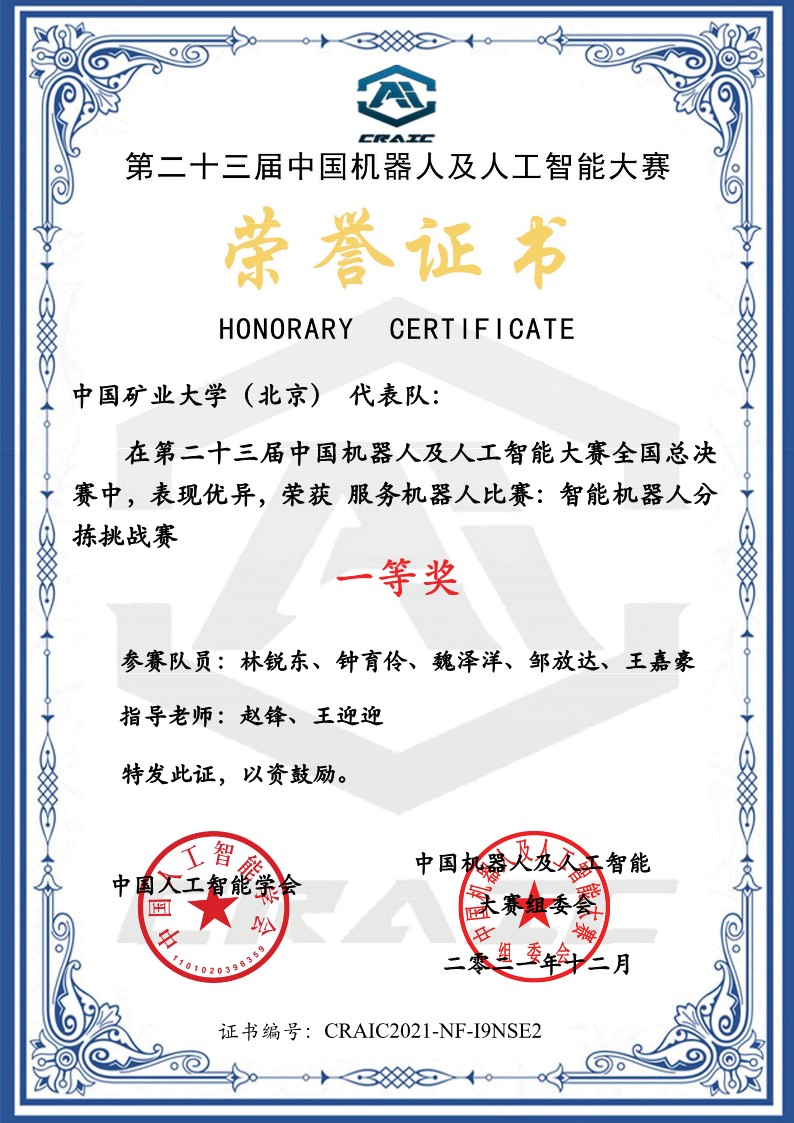 CRAIC
第二十三届中国机器人及人工智能大赛
荣誉证书
HONORARY CERTIFICATE
中国矿业大学（北京） 代表队：
在第二十三届中国机器人及人工智能大赛全国总决
赛中，表现优异，荣获 服务机器人比赛：智能机器人分
拣挑战赛
一等奖
参赛队员：林锐东、钟育伶、魏泽洋、邹放达、王嘉豪
指导老师：赵锋、王迎迎
特发此证，以资鼓励。
中国人工智能学会
中国人工智能学会
1101020398359
中国机器人及人工智能
大赛组委会
中国机器人及人工智能大赛
组委会
二零二一年十二月
CRAIC
证书编号：CRAIC2021-NF-I9NSE2